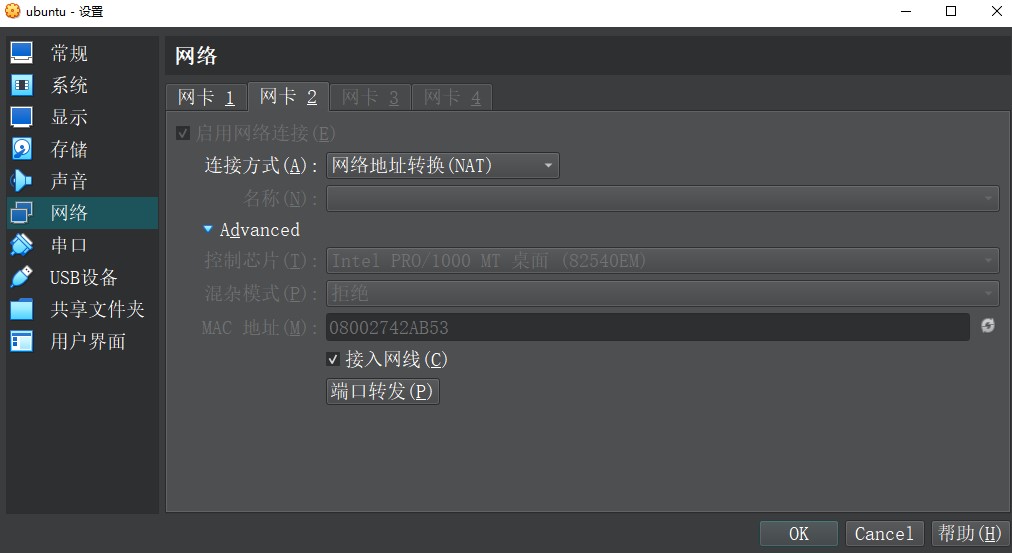 ubuntu - 设置
常规
系统
显示
存储
声音
网络
串口
USB设备
共享文件夹
用户界面
网络
网卡 1 网卡 2 网卡 3 网卡 4
启用网络连接(E)
连接方式(A): 网络地址转换(NAT)
名称(N):
Advanced
控制芯片(T): Intel PRO/1000 MT 桌面 (82540EM)
混杂模式(P): 拒绝
MAC 地址(M): 08002742AB53
接入网线(C)
端口转发(P)
OK Cancel 帮助(H)